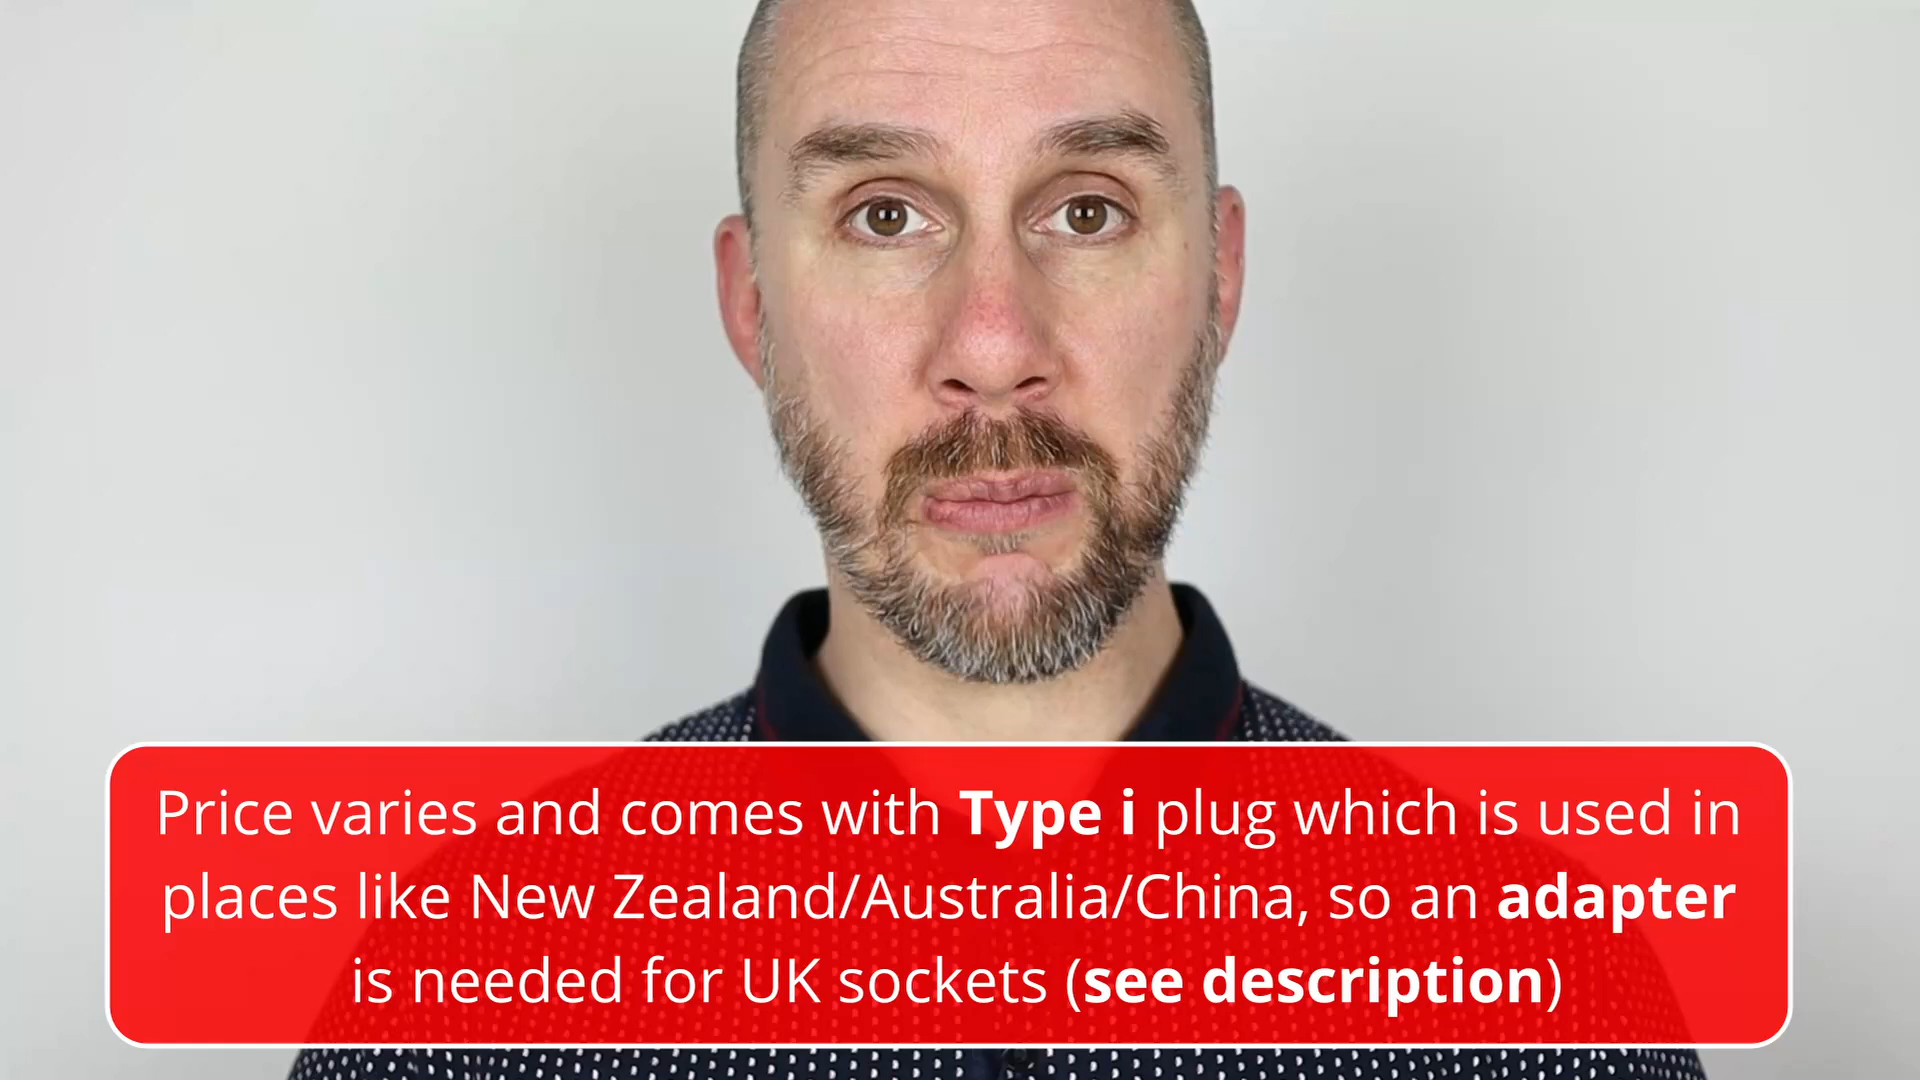 Price varies and comes with Type i plug which is used in
places like New Zealand/Australia/China, so an adapter
is needed for UK sockets (see description)